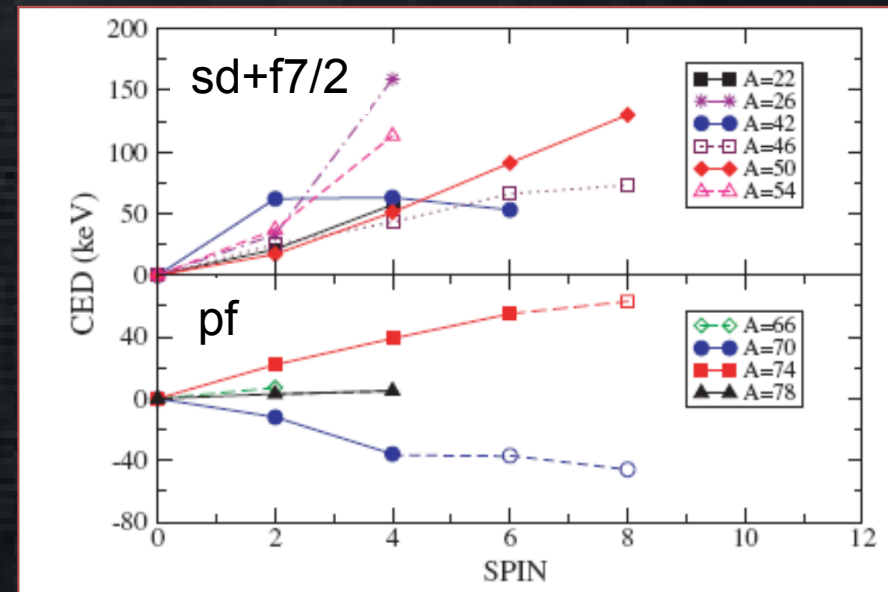 200
150
100
50
0
sd+f7/2
A=22
A=26
A=42
A=46
A=50
A=54
CED (keV)
40
0
-40
-80
pf
A=66
A=70
A=74
A=78
0 2 4 6 8 10 12
SPIN